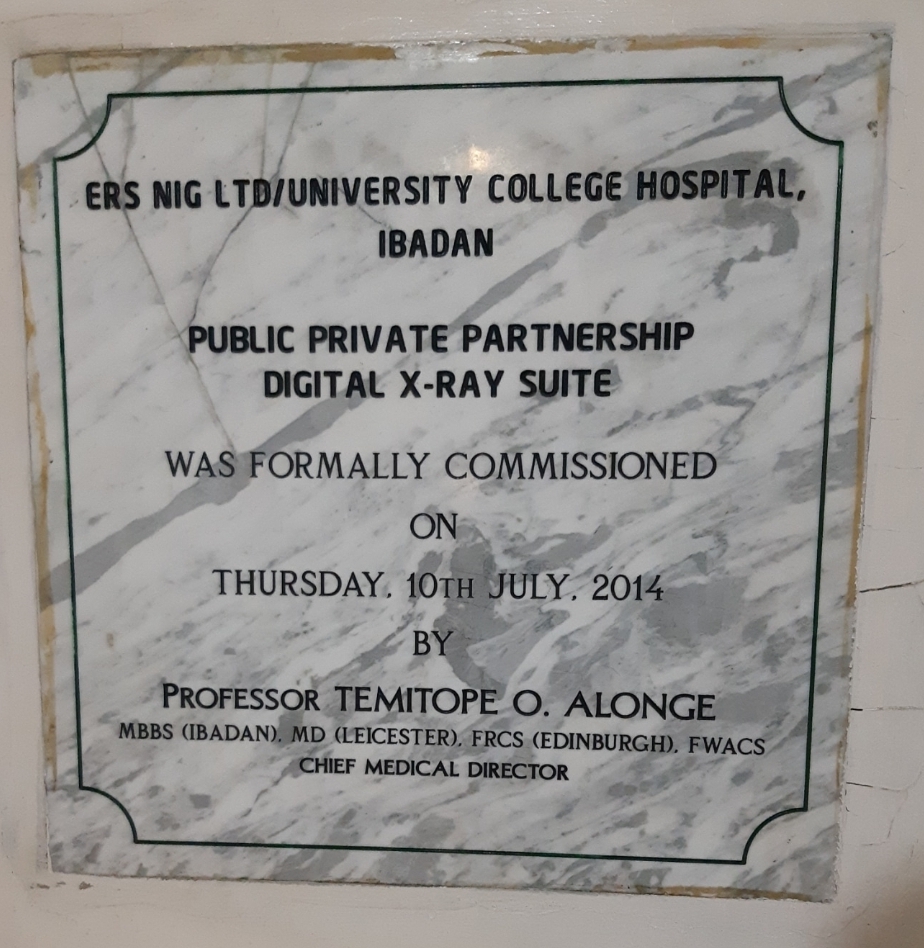 ERS NIG LTD/UNIVERSITY COLLEGE HOSPITAL,
IBADAN
PUBLIC PRIVATE PARTNERSHIP
DIGITAL X-RAY SUITE
WAS FORMALLY COMMISSIONED
ON
THURSDAY, 10TH JULY, 2014
BY
PROFESSOR TEMITOPE O. ALONGE
MBBS (IBADAN), MD (LEICESTER), FRCS (EDINBURGH), FWACS
CHIEF MEDICAL DIRECTOR